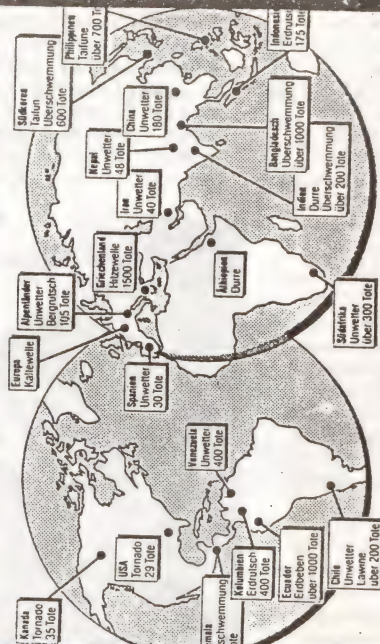 Kanada
Tornado
35 Tote
USA
Tornado
29 Tote
mala
schwemmung
Kolumbien
Erdrutsch
400 Tote
Venezuela
Unwetter
400 Tote
Ecuador
Erdbeben
über 1000 Tote
Chile
Unwetter
Lawine
über 200 Tote
Europa
Kältewelle
Alpenländer
Unwetter
Bergrutsch
105 Tote
Spanien
Unwetter
30 Tote
Griechenland
Hitzewelle
1500 Tote
Iran
Unwetter
40 Tote
Nepal
Unwetter
48 Tote
China
Unwetter
180 Tote
Südkorea
Taifun
Überschwemmung
600 Tote
Philippinen
Taifune
über 700 To
Indonesie
Erdrutsc
175 Tote
Bangladesch
Überschwemmung
über 1000 Tote
Indien
Dürre
Überschwemmung
über 200 Tote
Äthiopien
Dürre
Südafrika
Unwetter
über 300 Tote